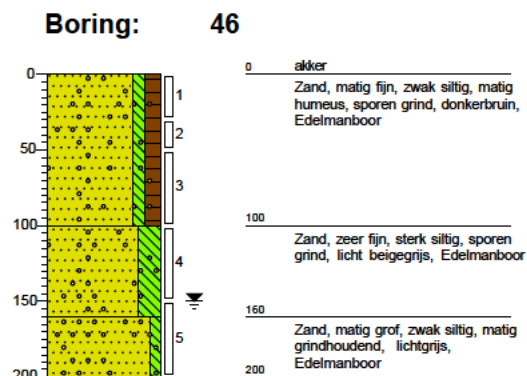 Boring: 46
0
50
100
150
200
1
2
3
4
5
0 akker
Zand, matig fijn, zwak siltig, matig
humeus, sporen grind, donkerbruin,
Edelmanboor
100
Zand, zeer fijn, sterk siltig, sporen
grind, licht beigegrijs, Edelmanboor
160
Zand, matig grof, zwak siltig, matig
grindhoudend, lichtgrijs,
Edelmanboor
200